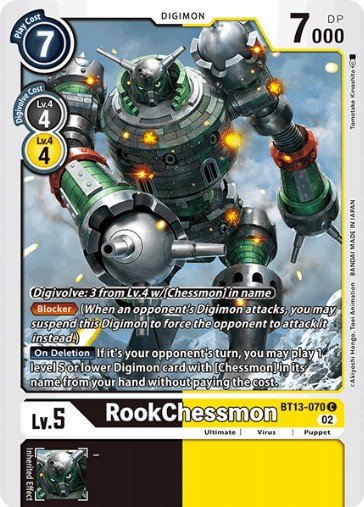 DIGIMON
Play Cost
7
DP
7000
Digivolve Cost
Lv.4
4
Lv.4
4
Tomotake Kinoshita
Digivolve: 3 from Lv.4 w/[Chessmon] in name
Blocker (When an opponent's Digimon attacks, you may
suspend this Digimon to force the opponent to attack it
instead.)
On Deletion If it's your opponent's turn, you may play 1
level 5 or lower Digimon card with [Chessmon] in its
name from your hand without paying the cost.
©Akiyoshi Hongo, Toei Animation BANDAI MADE IN JAPAN
Lv.5
RookChessmon
BT13-070 C
02
Ultimate | Virus | Puppet
Inherited Effect
-